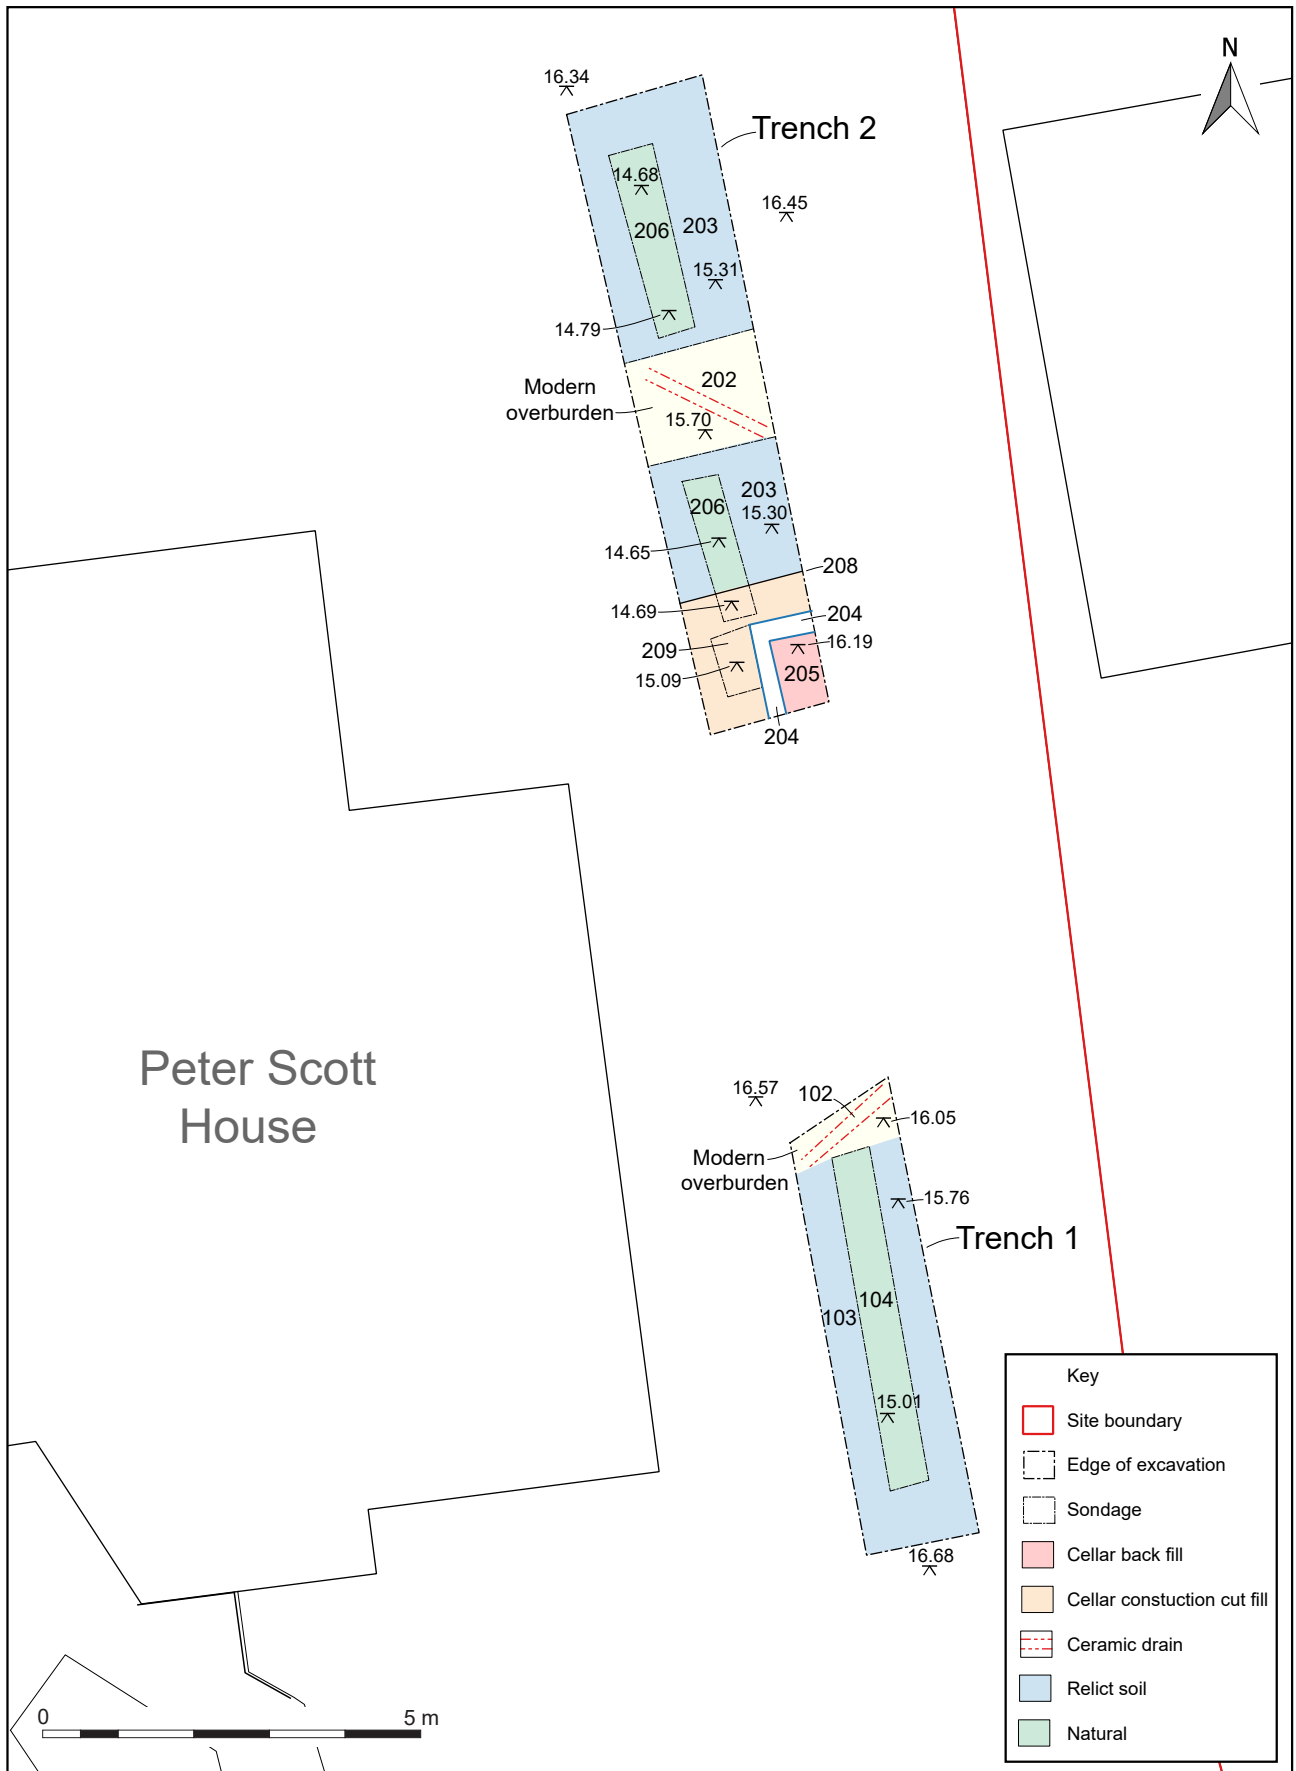 N
16.34
Trench 2
14.68
16.45
206
203
15.31
14.79
202
Modern
overburden
15.70
203
206
15.30
14.65
208
14.69
204
209
16.19
15.09
205
204
Peter Scott
House
16.57
102
16.05
Modern
overburden
15.76
Trench 1
104
103
15.01
16.68
Key
Site boundary
Edge of excavation
Sondage
Cellar back fill
Cellar constuction cut fill
Ceramic drain
Relict soil
Natural
0
5 m